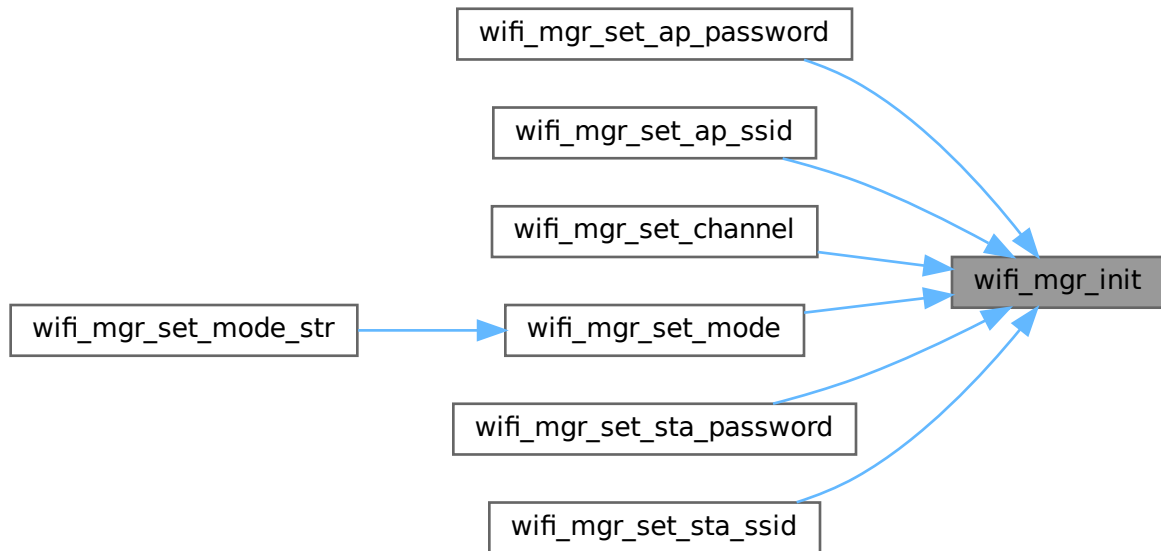 wifi_mgr_set_ap_password
wifi_mgr_set_ap_ssid
wifi_mgr_set_channel
wifi_mgr_init
wifi_mgr_set_mode_str
wifi_mgr_set_mode
wifi_mgr_set_sta_password
wifi_mgr_set_sta_ssid